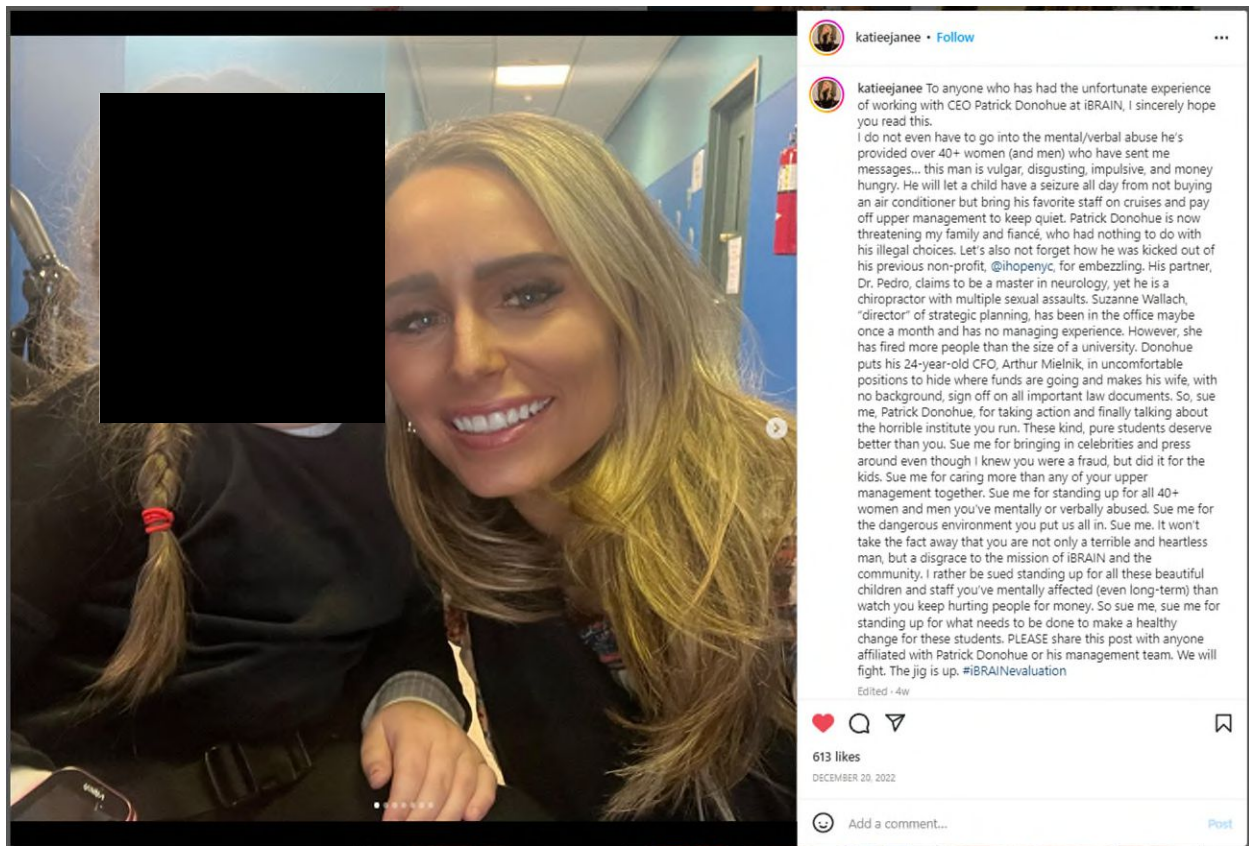 katieejanee • Follow
katieejanee To anyone who has had the unfortunate experience
of working with CEO Patrick Donohue at iBRAIN, I sincerely hope
you read this.
I do not even have to go into the mental/verbal abuse he's
provided over 40+ women (and men) who have sent me
messages... this man is vulgar, disgusting, impulsive, and money
hungry. He will let a child have a seizure all day from not buying
an air conditioner but bring his favorite staff on cruises and pay
off upper management to keep quiet. Patrick Donohue is now
threatening my family and fiancé, who had nothing to do with
his illegal choices. Let's also not forget how he was kicked out of
his previous non-profit, @ihopenyc, for embezzling. His partner,
Dr. Pedro, claims to be a master in neurology, yet he is a
chiropractor with multiple sexual assaults. Suzanne Wallach,
"director" of strategic planning, has been in the office maybe
once a month and has no managing experience. However, she
has fired more people than the size of a university. Donohue
puts his 24-year-old CFO, Arthur Mielnik, in uncomfortable
positions to hide where funds are going and makes his wife, with
no background, sign off on all important law documents. So, sue
me, Patrick Donohue, for taking action and finally talking about
the horrible institute you run. These kind, pure students deserve
better than you. Sue me for bringing in celebrities and press
around even though I knew you were a fraud, but did it for the
kids. Sue me for caring more than any of your upper
management together. Sue me for standing up for all 40+
women and men you've mentally or verbally abused. Sue me for
the dangerous environment you put us all in. Sue me. It won't
take the fact away that you are not only a terrible and heartless
man, but a disgrace to the mission of iBRAIN and the
community. I rather be sued standing up for all these beautiful
children and staff you've mentally affected (even long-term) than
watch you keep hurting people for money. So sue me, sue me for
standing up for what needs to be done to make a healthy
change for these students. PLEASE share this post with anyone
affiliated with Patrick Donohue or his management team. We will
fight. The jig is up. #iBRAINevaluation
Edited · 4w
613 likes
DECEMBER 20, 2022
Add a comment...
Post